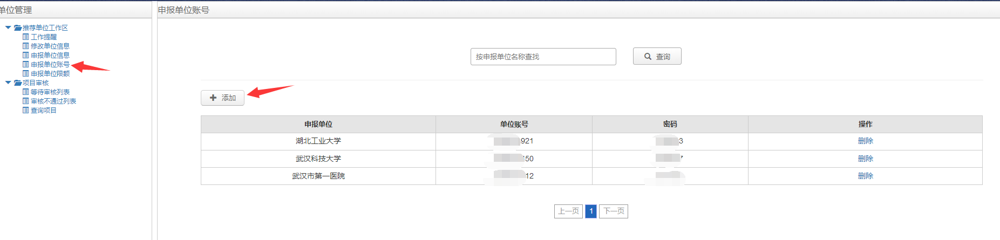 单位管理
推荐单位工作区
工作提醒
修改单位信息
申报单位信息
申报单位账号
申报单位限额
项目审核
等待审核列表
审核不通过列表
查询项目
申报单位账号
按申报单位名称查找 查询
添加
申报单位 单位账号 密码 操作
湖北工业大学 921 3 删除
武汉科技大学 50 7 删除
武汉市第一医院 12 删除
上一页 1 下一页